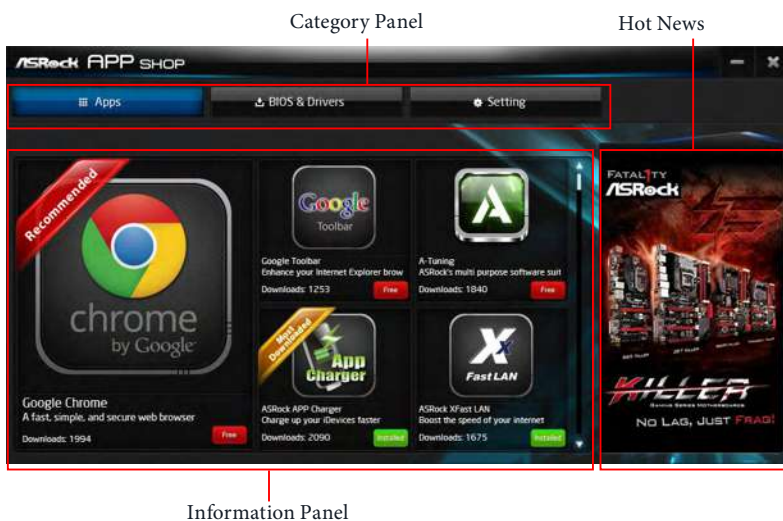 Category Panel
Hot News
ASRock APP SHOP
Apps
BIOS & Drivers
Setting
Recommended
chrome
by Google
Google Chrome
A fast, simple, and secure web browser
Downloads: 1994
Free
Google
Toolbar
Google Toolbar
Enhance your Internet Explorer brow
Downloads: 1253
Free
A-Tuning
ASRock's multi purpose software suit
Downloads: 1840
Free
Most
Downloaded
App
Charger
ASRock APP Charger
Charge up your iDevices faster
Downloads: 2090
Installed
Fast LAN
ASRock XFast LAN
Boost the speed of your internet
Downloads: 1675
Installed
FATAL1TY
ASRock
KILLER
GAMING SERIES MOTHERBOARD
NO LAG, JUST FRAG!
Information Panel